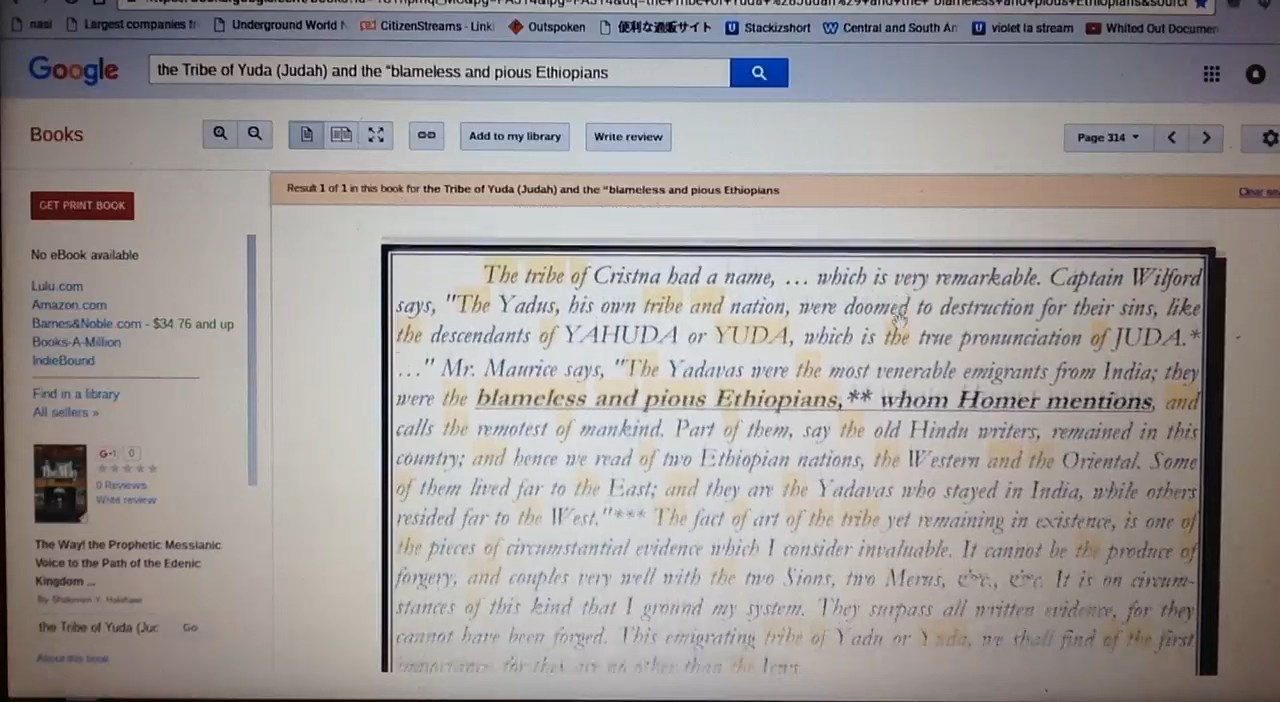 nasi Largest companies fr Underground World N CitizenStreams - Link Outspoken 便利な通販サイト Stackizshort Central and South Am violet la stream Whited Out Documen
Google the Tribe of Yuda (Judah) and the “blameless and pious Ethiopians
Books Add to my library Write review Page 314
Result 1 of 1 in this book for the Tribe of Yuda (Judah) and the “blameless and pious Ethiopians
GET PRINT BOOK
No eBook available
Lulu.com
Amazon.com
Barnes&Noble.com - $34 76 and up
Books-A-Million
IndieBound
Find in a library
All sellers »
G+1 0
0 Reviews
Write review
The Way! the Prophetic Messianic
Voice to the Path of the Edenic
Kingdom ...
the Tribe of Yuda (Juc Go
About this book
The tribe of Cristna had a name, ... which is very remarkable. Captain Wilford
says, "The Yadus, his own tribe and nation, were doomed to destruction for their sins, like
the descendants of YAHUDA or YUDA, which is the true pronunciation of JUDA.*
..." Mr. Maurice says, "The Yadavas were the most venerable emigrants from India; they
were the blameless and pious Ethiopians,** whom Homer mentions, and
calls the remotest of mankind. Part of them, say the old Hindu writers, remained in this
country; and hence we read of two Ethiopian nations, the Western and the Oriental. Some
of them lived far to the East; and they are the Yadavas who stayed in India, while others
resided far to the West."*** The fact of art of the tribe yet remaining in existence, is one of
the pieces of circumstantial evidence which I consider invaluable. It cannot be the produce of
forgery, and couples very well with the two Sions, two Merus, &c., &c. It is on circum-
stances of this kind that I ground my system. They surpass all written evidence, for they
cannot have been forged. This emigrating tribe of Yadu or Yuda, we shall find of the first
importance, for they are no other than the Jews